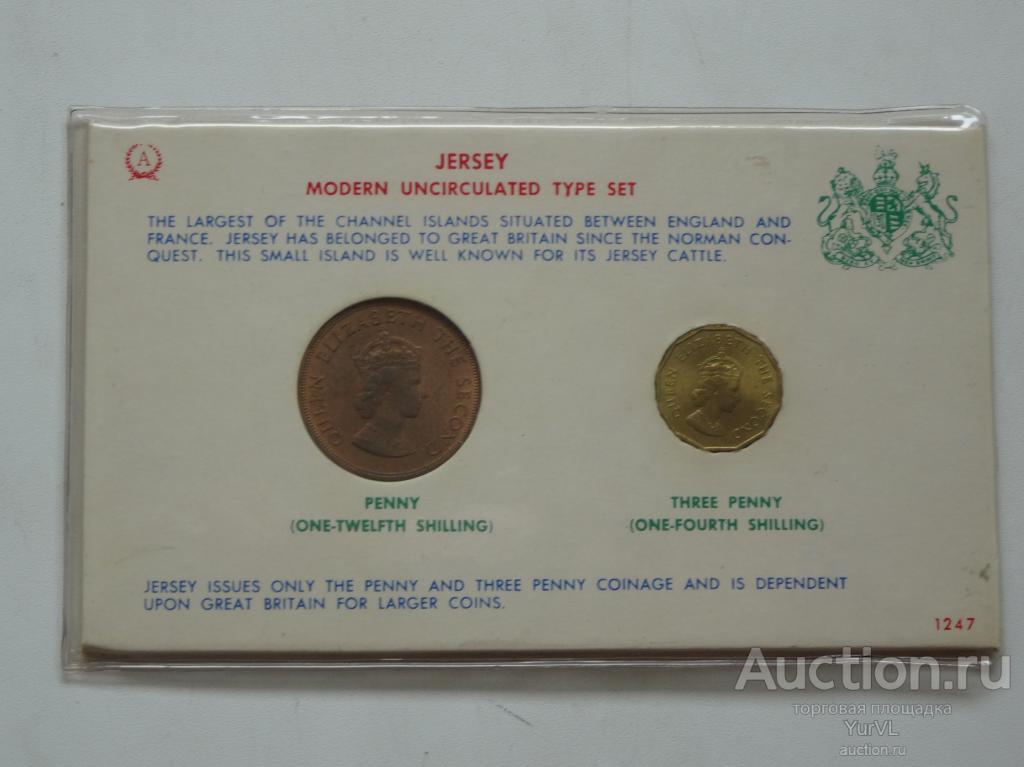 A
JERSEY
MODERN UNCIRCULATED TYPE SET
THE LARGEST OF THE CHANNEL ISLANDS SITUATED BETWEEN ENGLAND AND
FRANCE. JERSEY HAS BELONGED TO GREAT BRITAIN SINCE THE NORMAN CON-
QUEST. THIS SMALL ISLAND IS WELL KNOWN FOR ITS JERSEY CATTLE.
QUEEN ELIZABETH THE SECOND
QUEEN ELIZABETH THE SECOND
PENNY
(ONE-TWELFTH SHILLING)
THREE PENNY
(ONE-FOURTH SHILLING)
JERSEY ISSUES ONLY THE PENNY AND THREE PENNY COINAGE AND IS DEPENDENT
UPON GREAT BRITAIN FOR LARGER COINS.
1247
Auction.ru
торговая площадка
YurVL
auction.ru